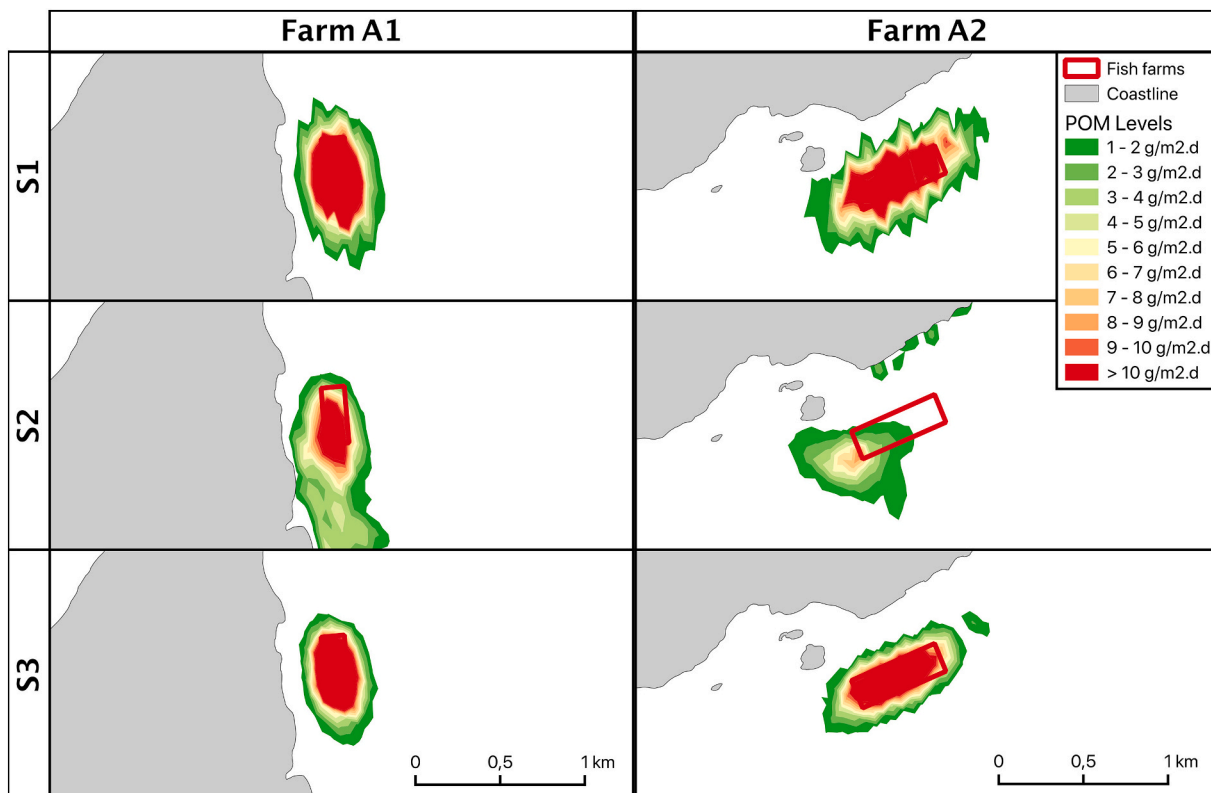 Farm A1
Farm A2
S1
Fish farms
Coastline
POM Levels
1 - 2 g/m2.d
2 - 3 g/m2.d
3 - 4 g/m2.d
4 - 5 g/m2.d
5 - 6 g/m2.d
6 - 7 g/m2.d
7 - 8 g/m2.d
8 - 9 g/m2.d
9 - 10 g/m2.d
> 10 g/m2.d
S2
S3
0 0,5 1 km
0 0,5 1 km